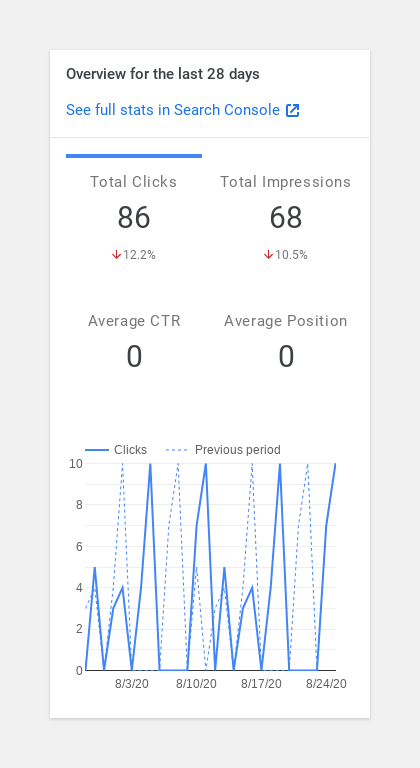 Overview for the last 28 days
See full stats in Search Console
Total Clicks
Total Impressions
86
68
12.2%
10.5%
Average CTR
Average Position
0
0
Clicks
Previous period
10
8
6
4
2
0
8/3/20
8/10/20
8/17/20
8/24/20